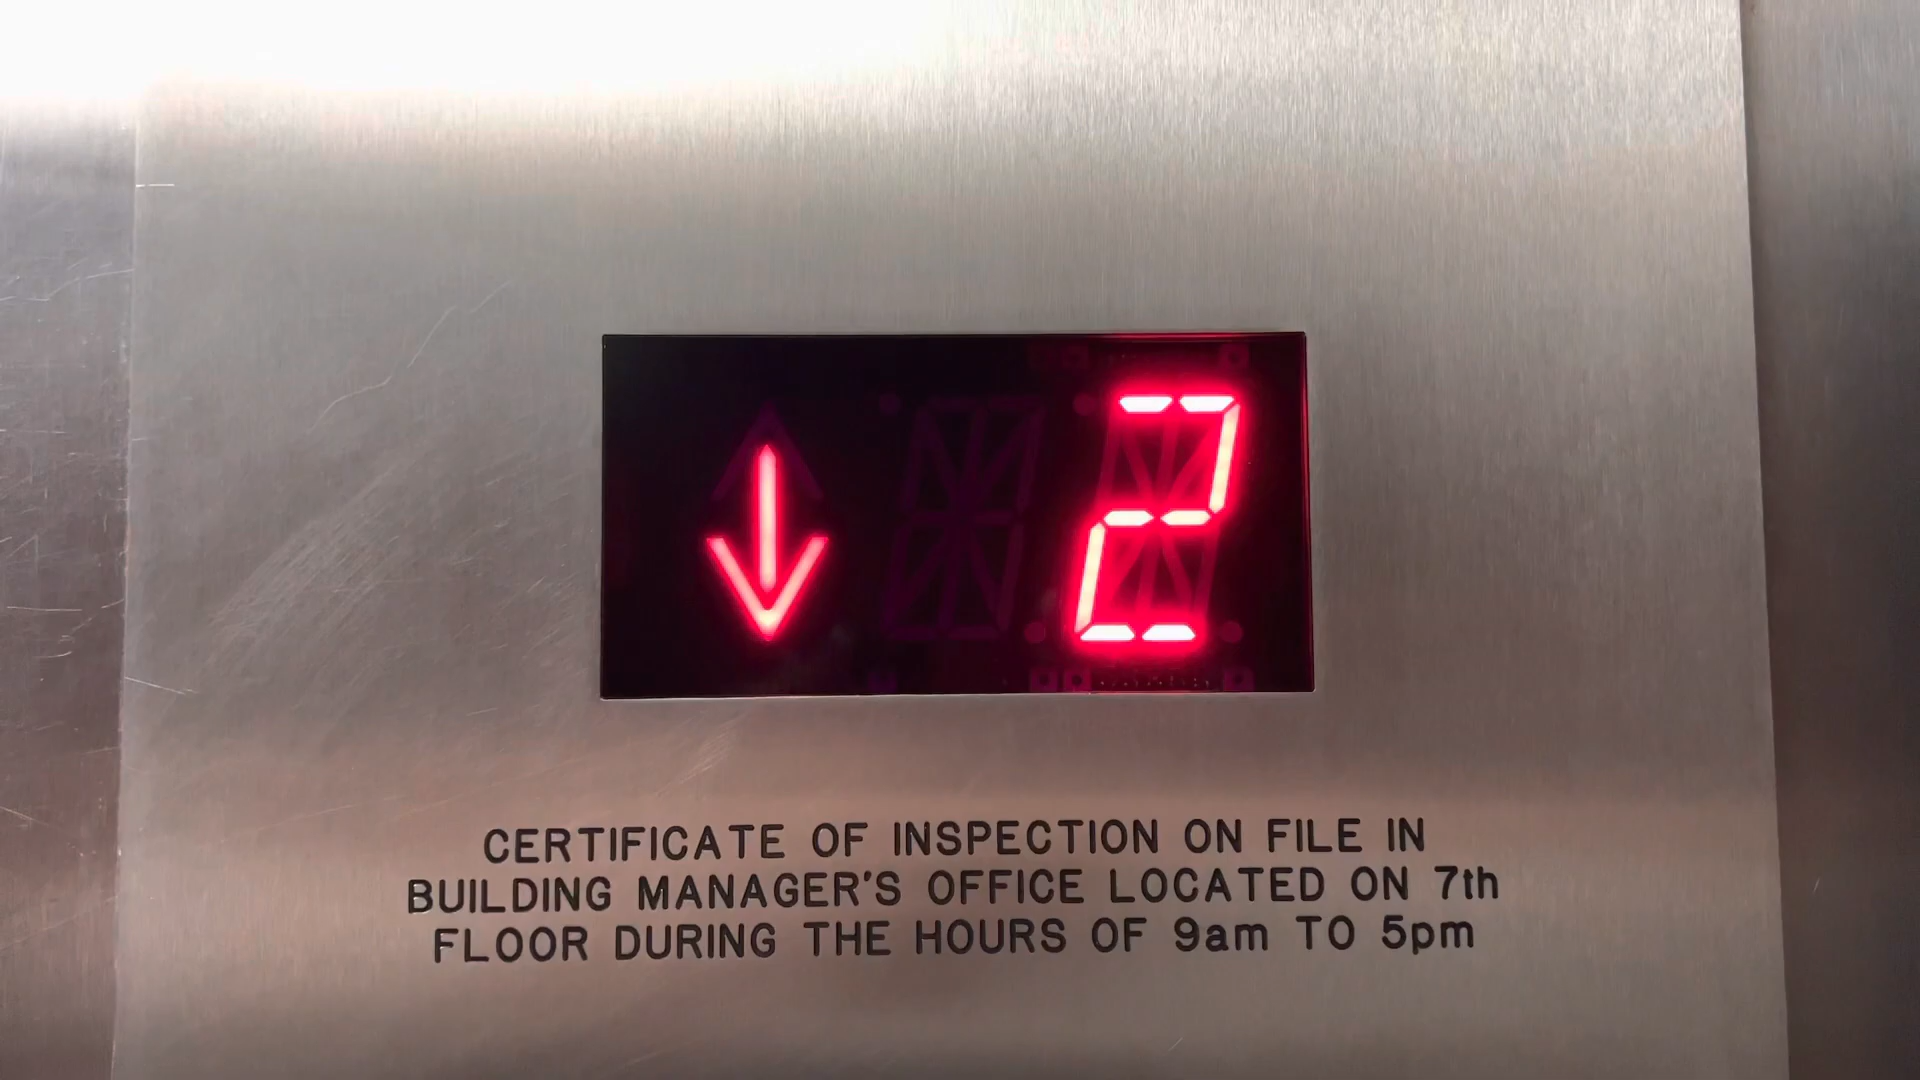 ↓ 2
CERTIFICATE OF INSPECTION ON FILE IN
BUILDING MANAGER'S OFFICE LOCATED ON 7th
FLOOR DURING THE HOURS OF 9am TO 5pm